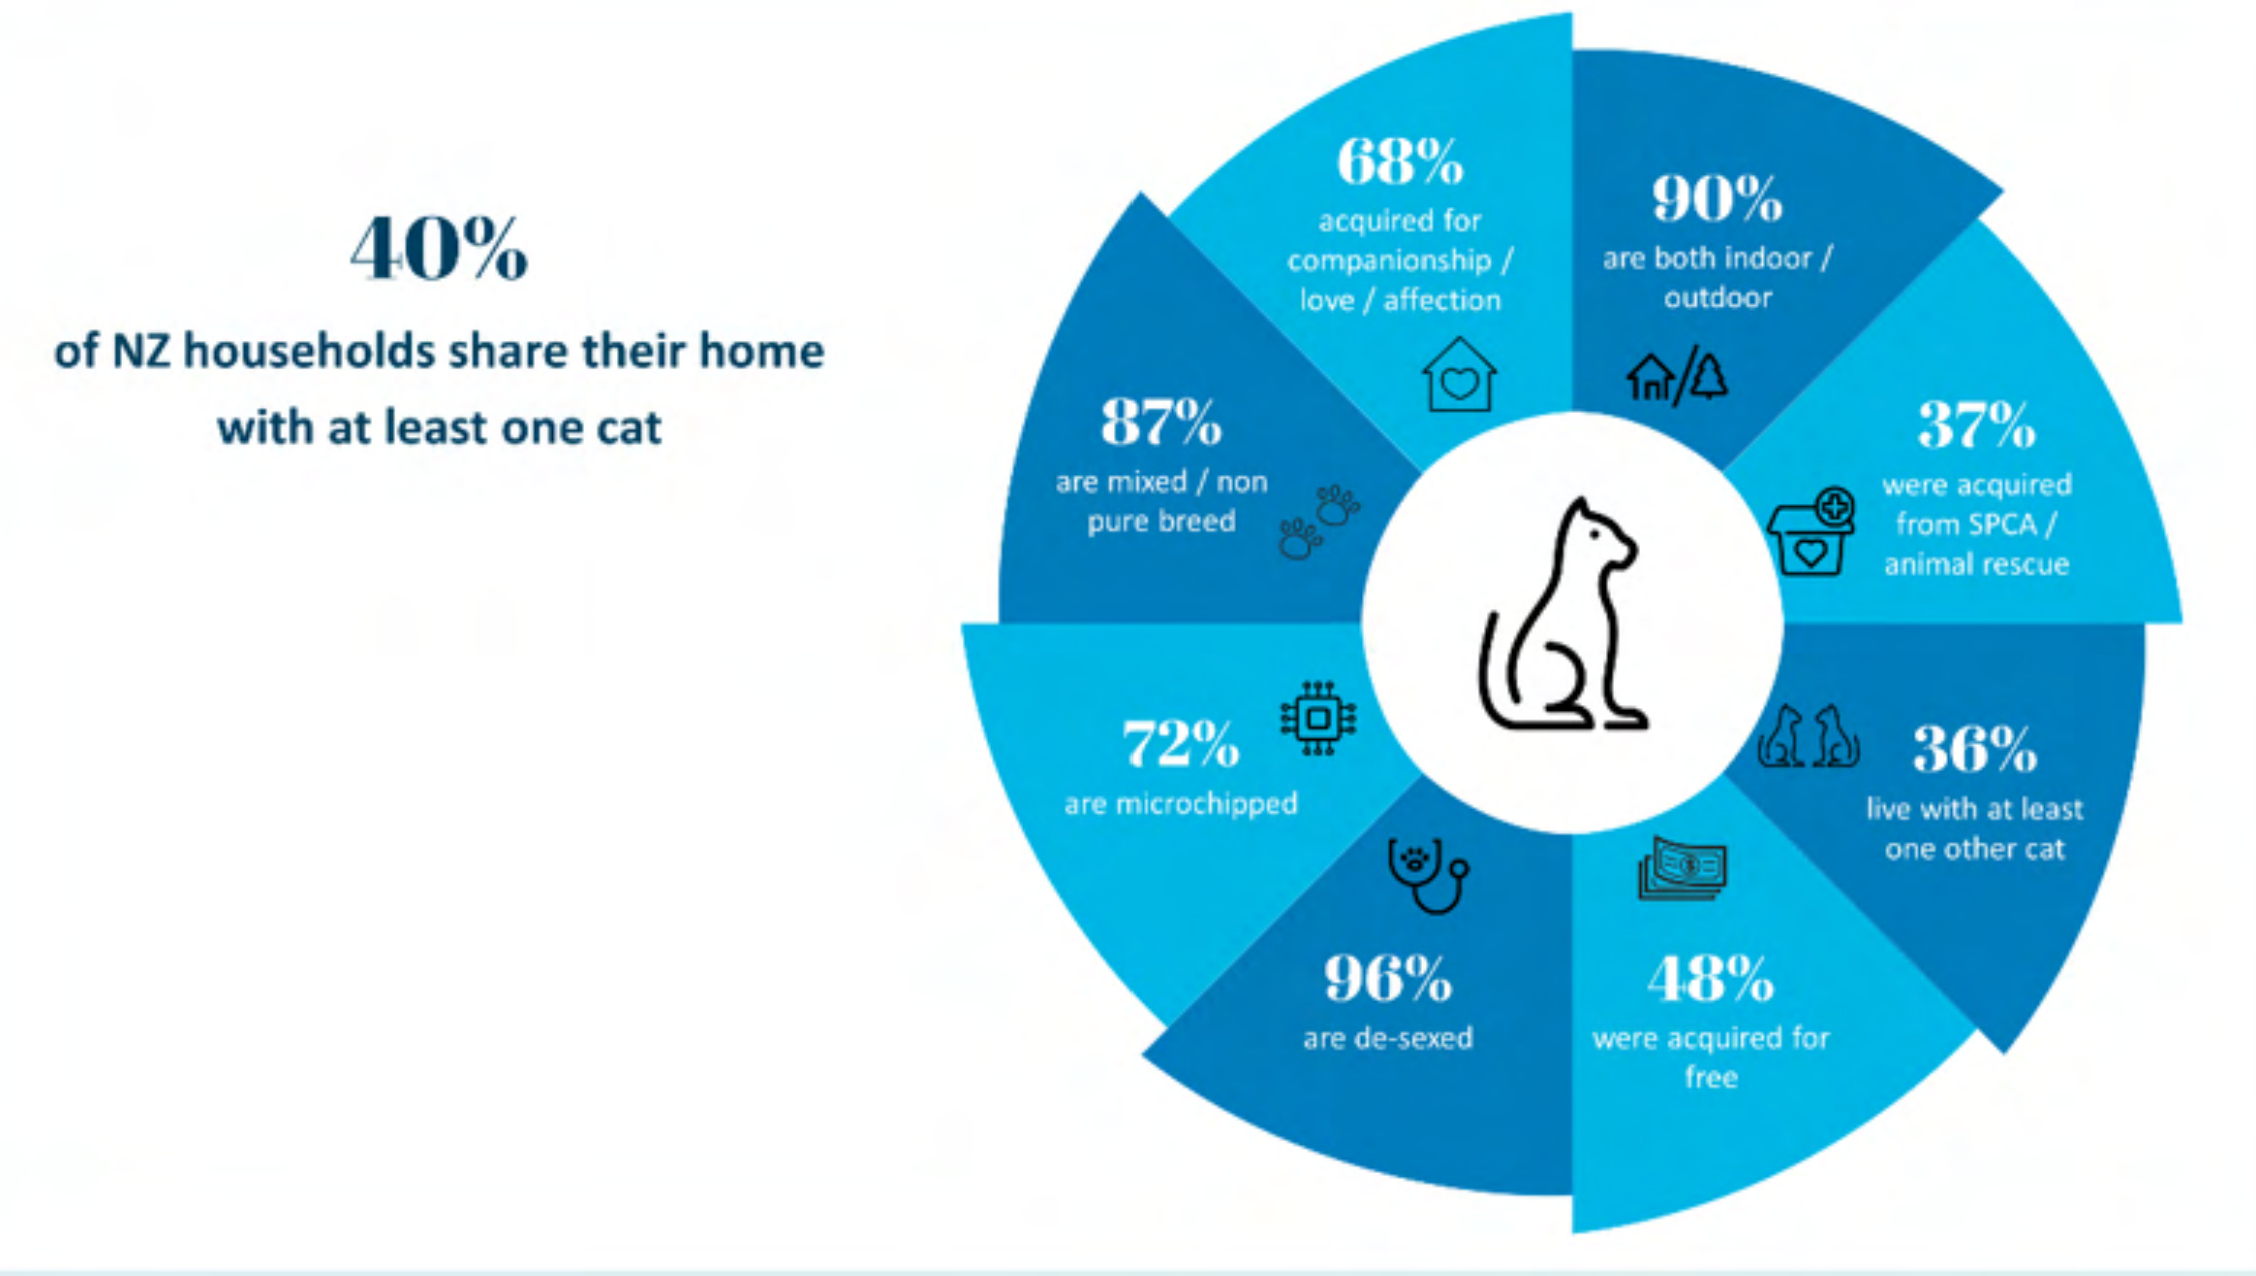 40%
of NZ households share their home
with at least one cat
68%
acquired for
companionship /
love / affection
90%
are both indoor /
outdoor
37%
were acquired
from SPCA /
animal rescue
36%
live with at least
one other cat
48%
were acquired for
free
96%
are de-sexed
72%
are microchipped
87%
are mixed / non
pure breed